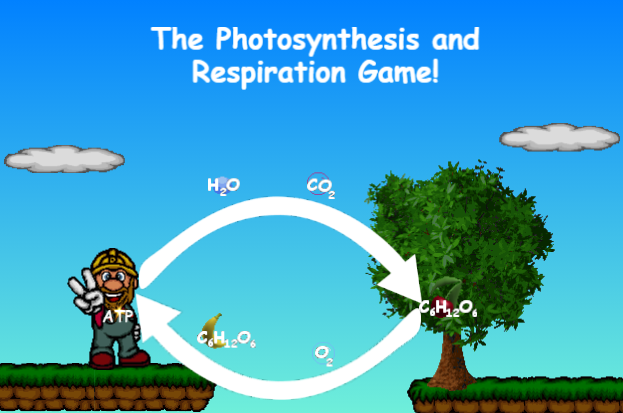 The Photosynthesis and
Respiration Game!
H₂O
CO₂
C₆H₁₂O₆
ATP
C₆H₁₂O₆
O₂